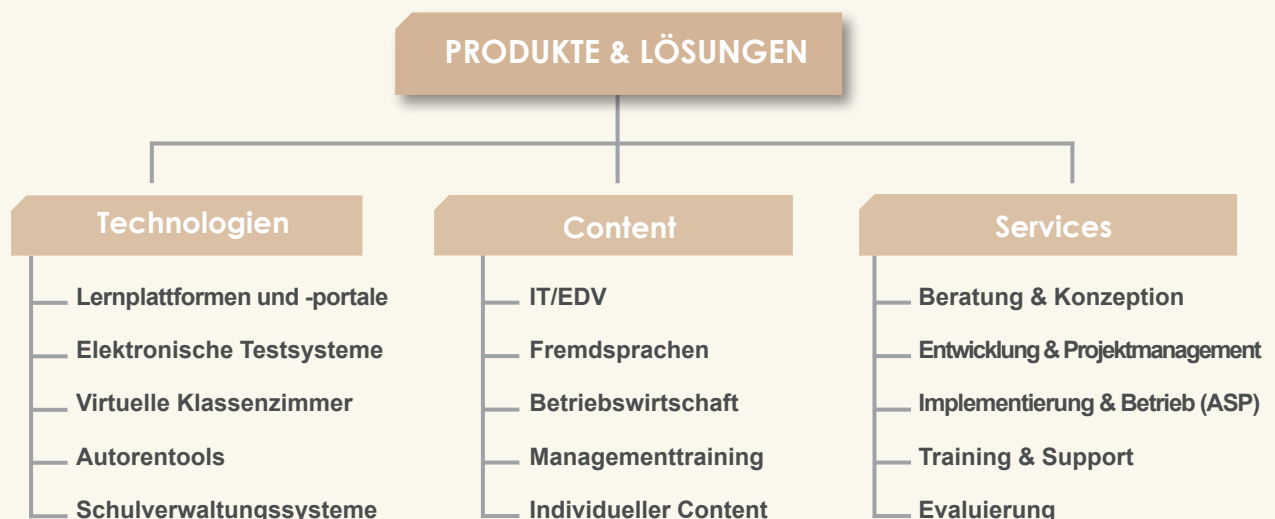 PRODUKTE & LÖSUNGEN
Technologien
Lernplattformen und -portale
Elektronische Testsysteme
Virtuelle Klassenzimmer
Autorentools
Schulverwaltungssysteme
Content
IT/EDV
Fremdsprachen
Betriebswirtschaft
Managementtraining
Individueller Content
Services
Beratung & Konzeption
Entwicklung & Projektmanagement
Implementierung & Betrieb (ASP)
Training & Support
Evaluierung